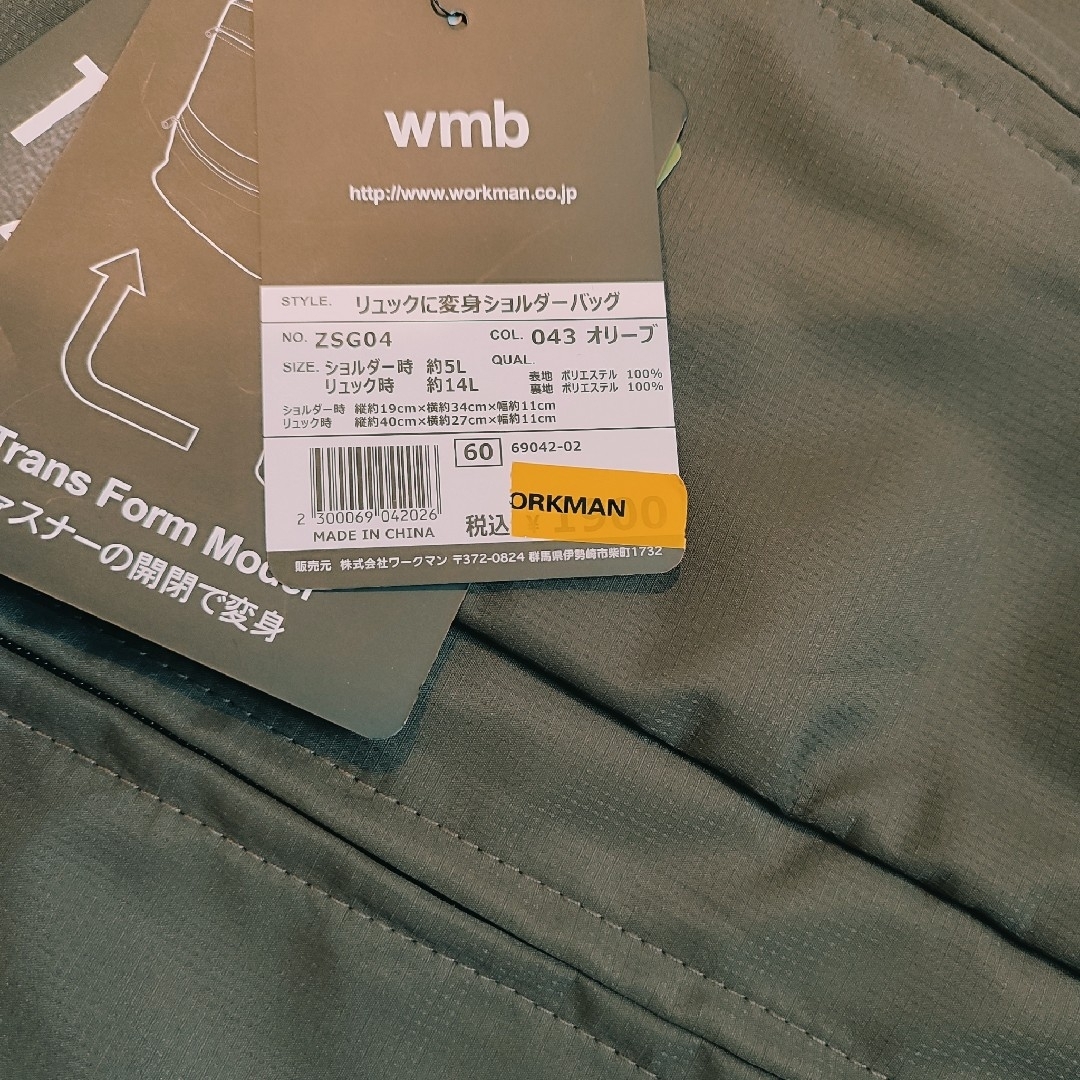 wmb
http://www.workman.co.jp
STYLE. リュックに変身ショルダーバッグ
NO. ZSG04 COL. 043 オリーブ
SIZE. ショルダー時 約5L
リュック時 約14L
QUAL.
表地 ポリエステル 100%
裏地 ポリエステル 100%
ショルダー時 縦約19cm×横約34cm×幅約11cm
リュック時 縦約40cm×横約27cm×幅約11cm
60 69042-02
2 300069 042026
MADE IN CHINA
税込 ¥1900
ORKMAN
販売元 株式会社ワークマン 〒372-0824 群馬県伊勢崎市柴町1732
1
Trans Form Model
ァスナーの開閉で変身